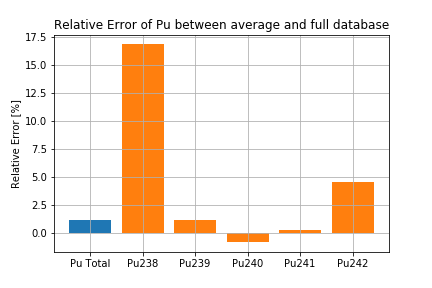 Relative Error of Pu between average and full database
Relative Error [%]
17.5
15.0
12.5
10.0
7.5
5.0
2.5
0.0
Pu Total Pu238 Pu239 Pu240 Pu241 Pu242